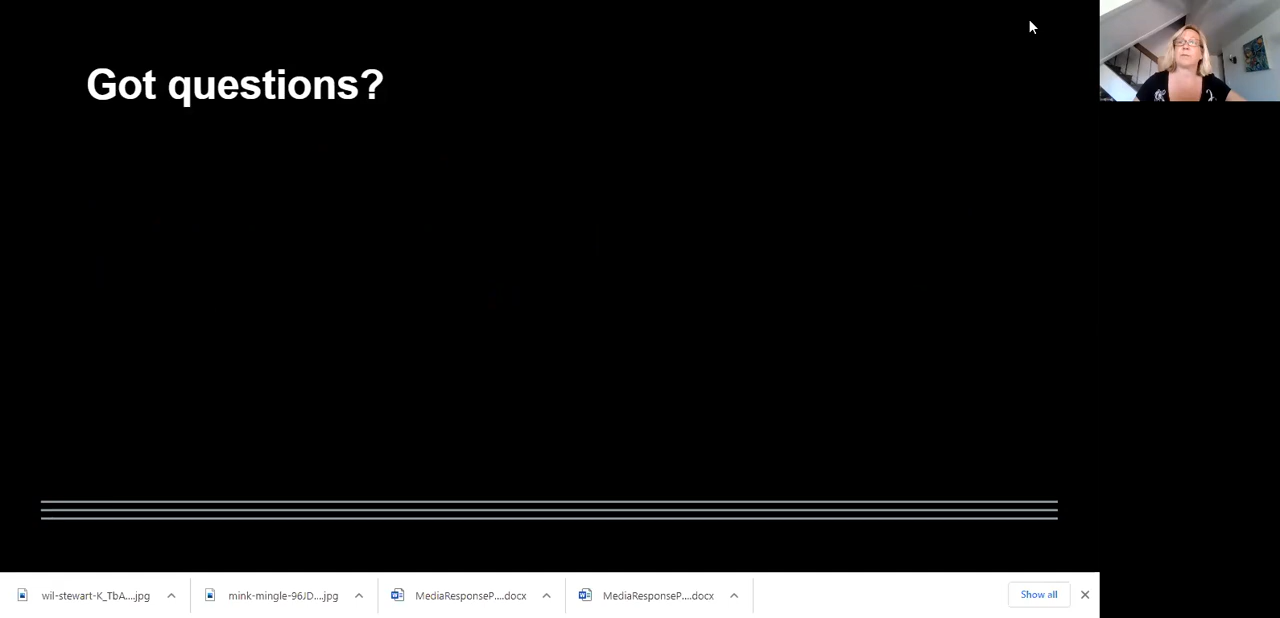 Got questions?
wil-stewart-K_TbA....jpg
mink-mingle-96JD....jpg
MediaResponseP....docx
MediaResponseP....docx
Show all